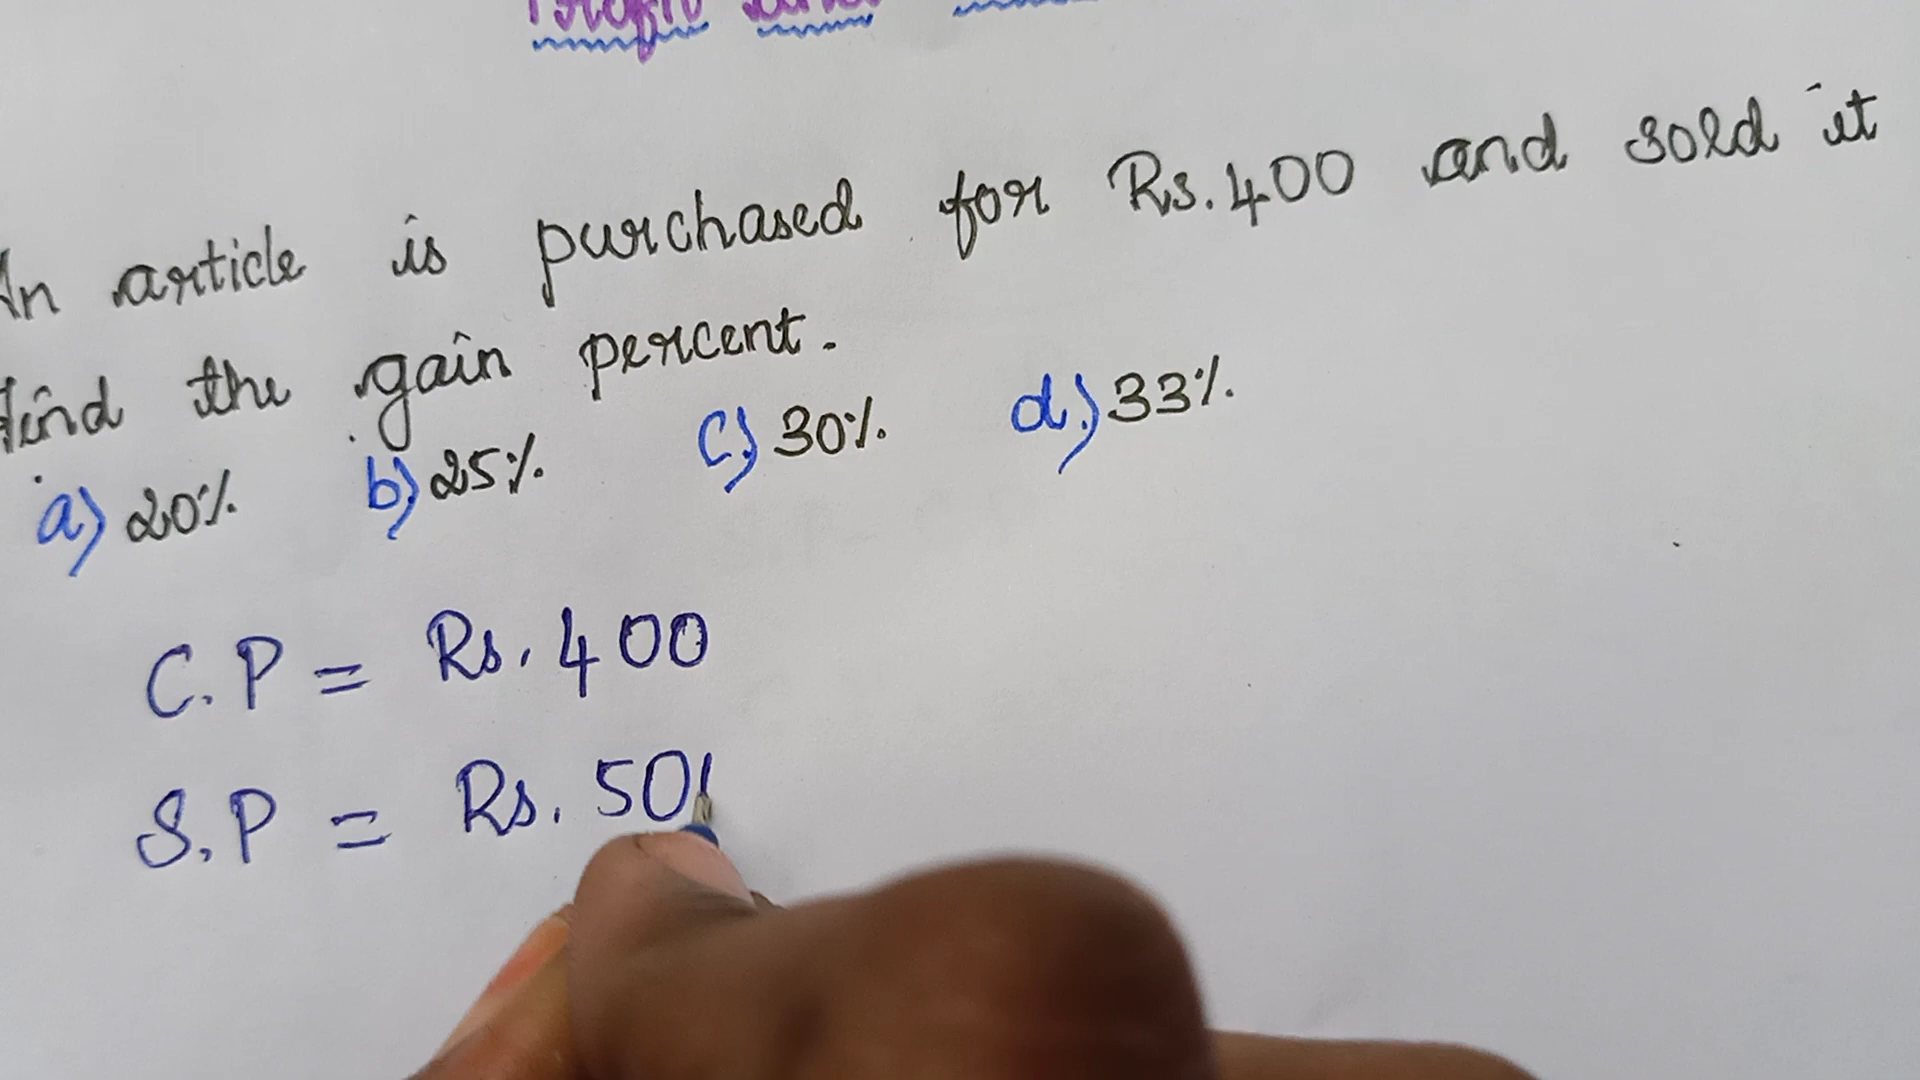 An article is purchased for Rs.400 and sold it
find the gain percent.
a) 20% b) 25% c) 30% d.) 33%
C.P = Rs. 400
S.P = Rs. 50